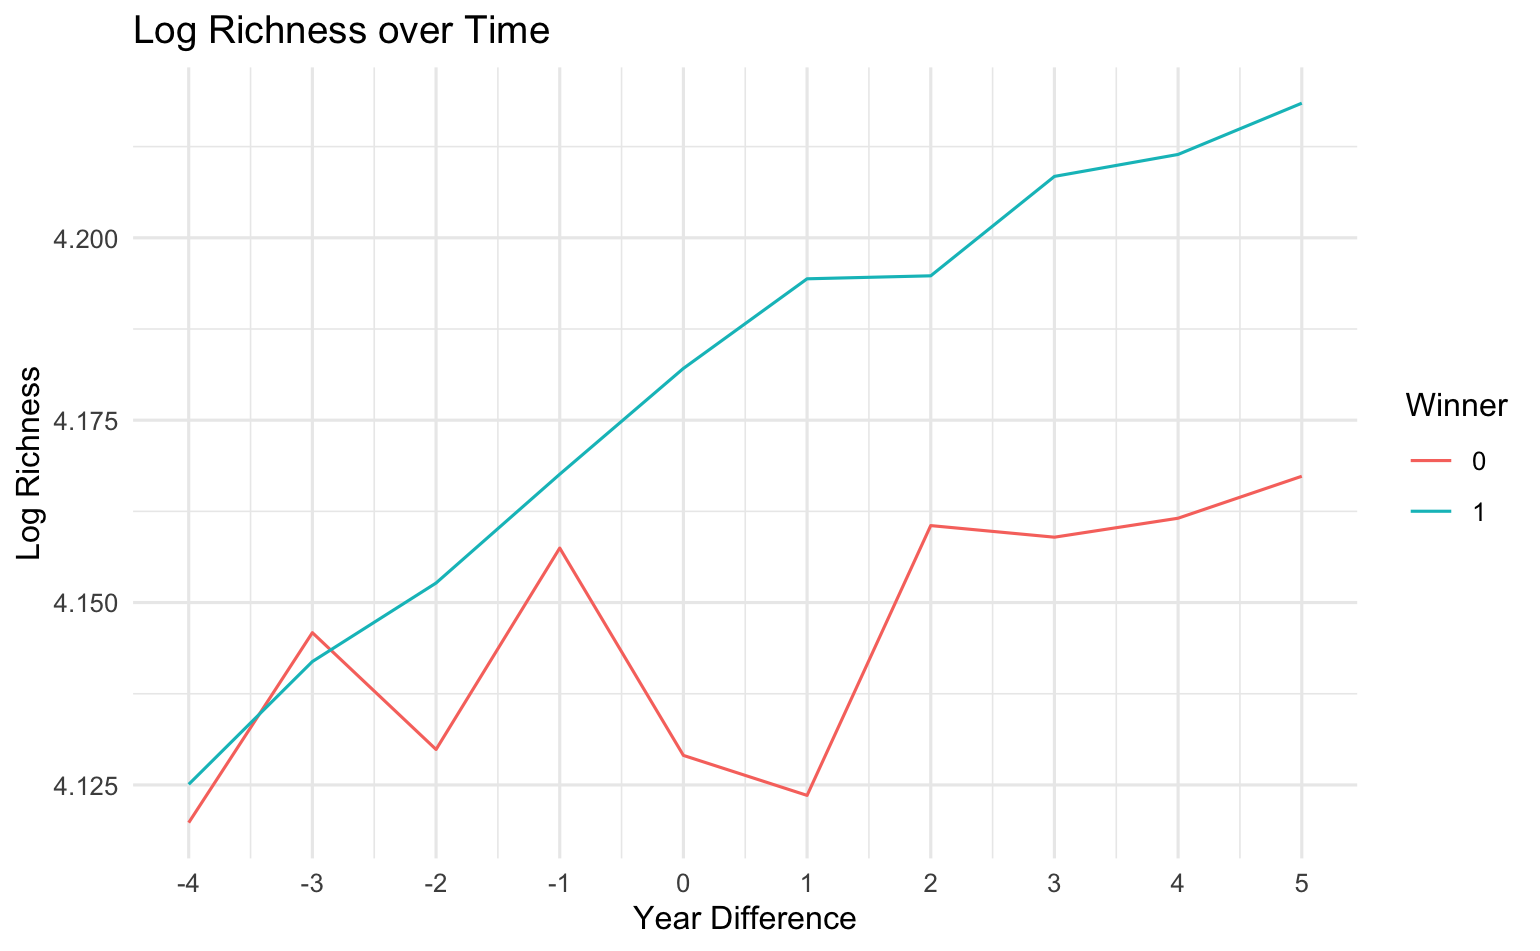 Log Richness over Time
Log Richness
4.200
4.175
4.150
4.125
-4 -3 -2 -1 0 1 2 3 4 5
Year Difference
Winner
0
1